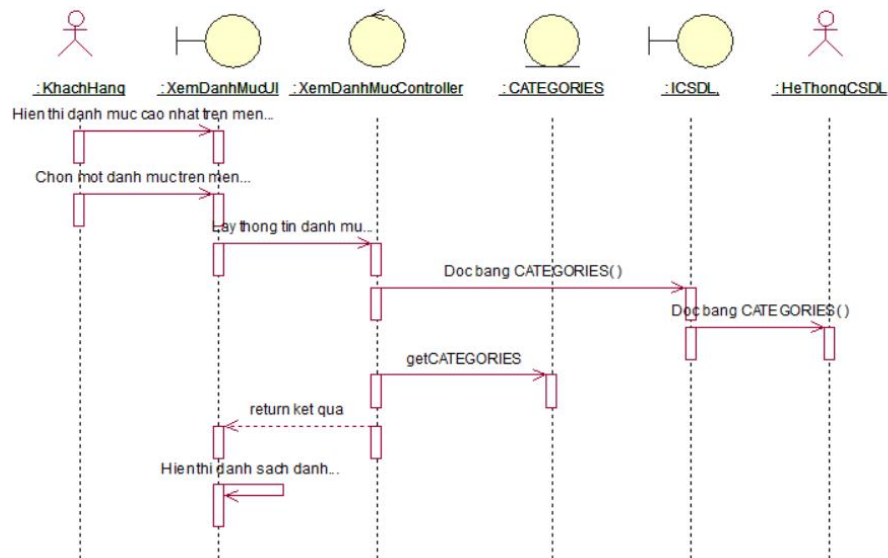 : KhachHang
: XemDanhMucUI
: XemDanhMucController
: CATEGORIES
: ICSDL,
: HeThongCSDL
Hien thi danh muc cao nhat tren men...
Chon mot danh muc tren men...
Lay thong tin danh mu...
Doc bang CATEGORIES( )
Doc bang CATEGORIES( )
getCATEGORIES
return ket qua
Hien thi danh sach danh...